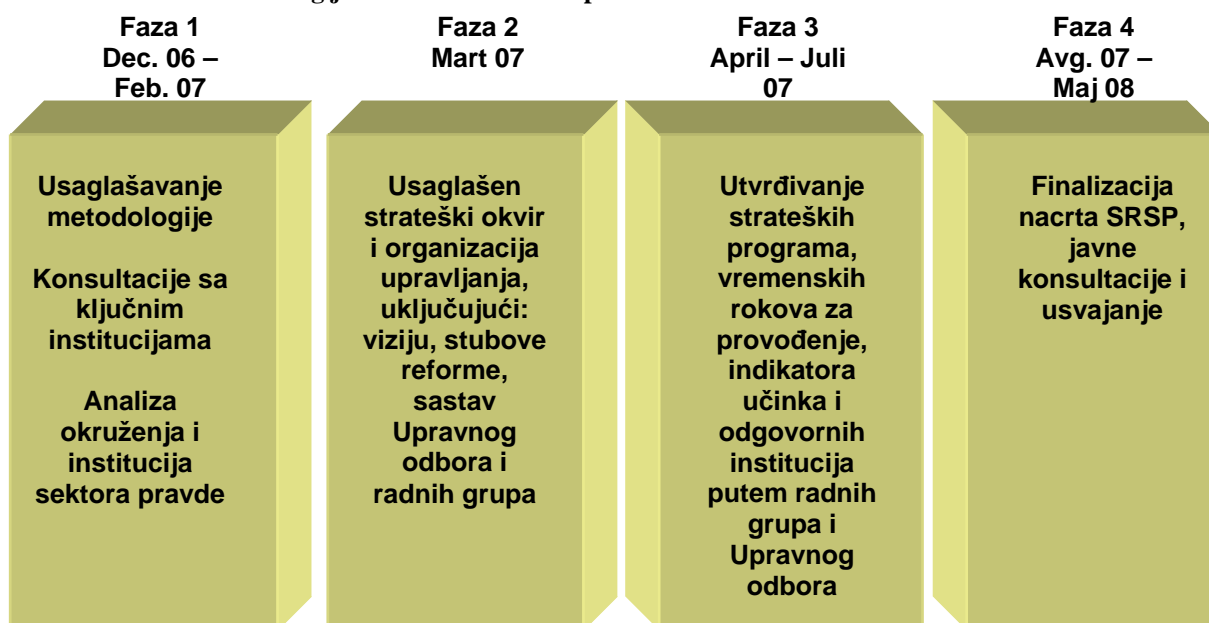 Faza 1
Dec. 06 –
Feb. 07
Faza 2
Mart 07
Faza 3
April – Juli
07
Faza 4
Avg. 07 –
Maj 08
Usaglašavanje
metodologije
Konsultacije sa
ključnim
institucijama
Analiza
okruženja i
institucija
sektora pravde
Usaglašen
strateški okvir
i organizacija
upravljanja,
uključujući:
viziju, stubove
reforme,
sastav
Upravnog
odbora i
radnih grupa
Utvrđivanje
strateških
programa,
vremenskih
rokova za
provođenje,
indikatora
učinka i
odgovornih
institucija
putem radnih
grupa i
Upravnog
odbora
Finalizacija
nacrta SRSP,
javne
konsultacije i
usvajanje